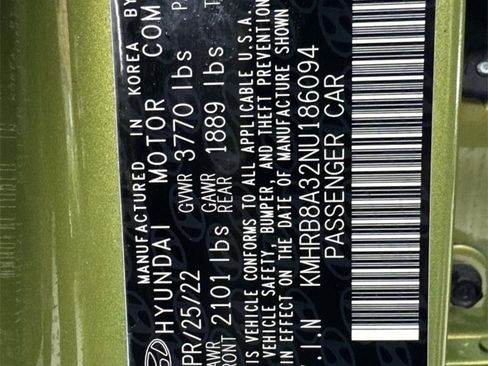 MANUFACTURED IN KOREA BY
HYUNDAI MOTOR COM
PR/25/22 GVWR 3770 lbs
GAWR
2101 lbs REAR 1889 lbs
IS VEHICLE CONFORMS TO ALL APPLICABLE U.S.A.
VEHICLE SAFETY, BUMPER, AND THEFT PREVENTION
IN EFFECT ON THE DATE OF MANUFACTURE SHOWN
V.I.N KMHRB8A32NU186094
PASSENGER CAR